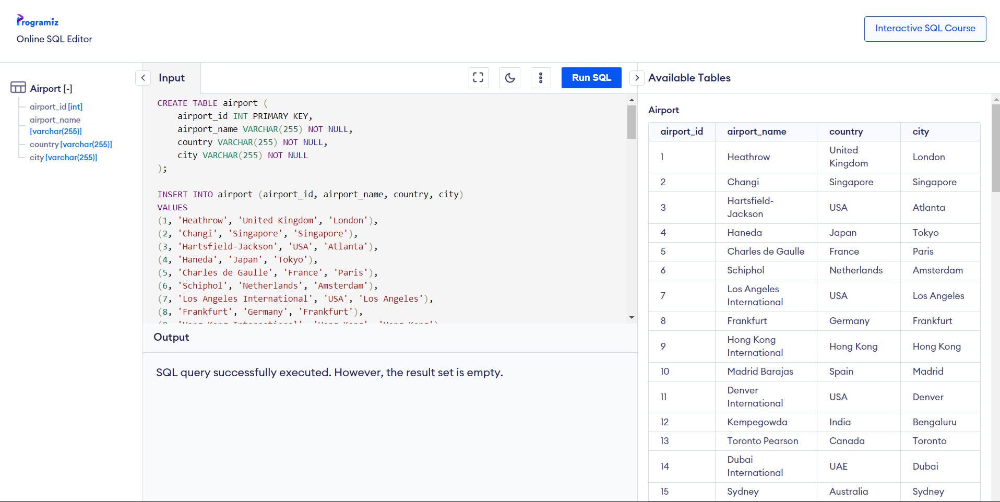 Programiz
Online SQL Editor
Interactive SQL Course
Airport [-]
airport_id [int]
airport_name
[varchar(255)]
country [varchar(255)]
city [varchar(255)]
Input
Run SQL
CREATE TABLE airport (
    airport_id INT PRIMARY KEY,
    airport_name VARCHAR(255) NOT NULL,
    country VARCHAR(255) NOT NULL,
    city VARCHAR(255) NOT NULL
);
INSERT INTO airport (airport_id, airport_name, country, city)
VALUES
(1, 'Heathrow', 'United Kingdom', 'London'),
(2, 'Changi', 'Singapore', 'Singapore'),
(3, 'Hartsfield-Jackson', 'USA', 'Atlanta'),
(4, 'Haneda', 'Japan', 'Tokyo'),
(5, 'Charles de Gaulle', 'France', 'Paris'),
(6, 'Schiphol', 'Netherlands', 'Amsterdam'),
(7, 'Los Angeles International', 'USA', 'Los Angeles'),
(8, 'Frankfurt', 'Germany', 'Frankfurt'),
Output
SQL query successfully executed. However, the result set is empty.
Available Tables
Airport
airport_id airport_name country city
1 Heathrow United Kingdom London
2 Changi Singapore Singapore
3 Hartsfield-Jackson USA Atlanta
4 Haneda Japan Tokyo
5 Charles de Gaulle France Paris
6 Schiphol Netherlands Amsterdam
7 Los Angeles International USA Los Angeles
8 Frankfurt Germany Frankfurt
9 Hong Kong International Hong Kong Hong Kong
10 Madrid Barajas Spain Madrid
11 Denver International USA Denver
12 Kempegowda India Bengaluru
13 Toronto Pearson Canada Toronto
14 Dubai International UAE Dubai
15 Sydney Australia Sydney